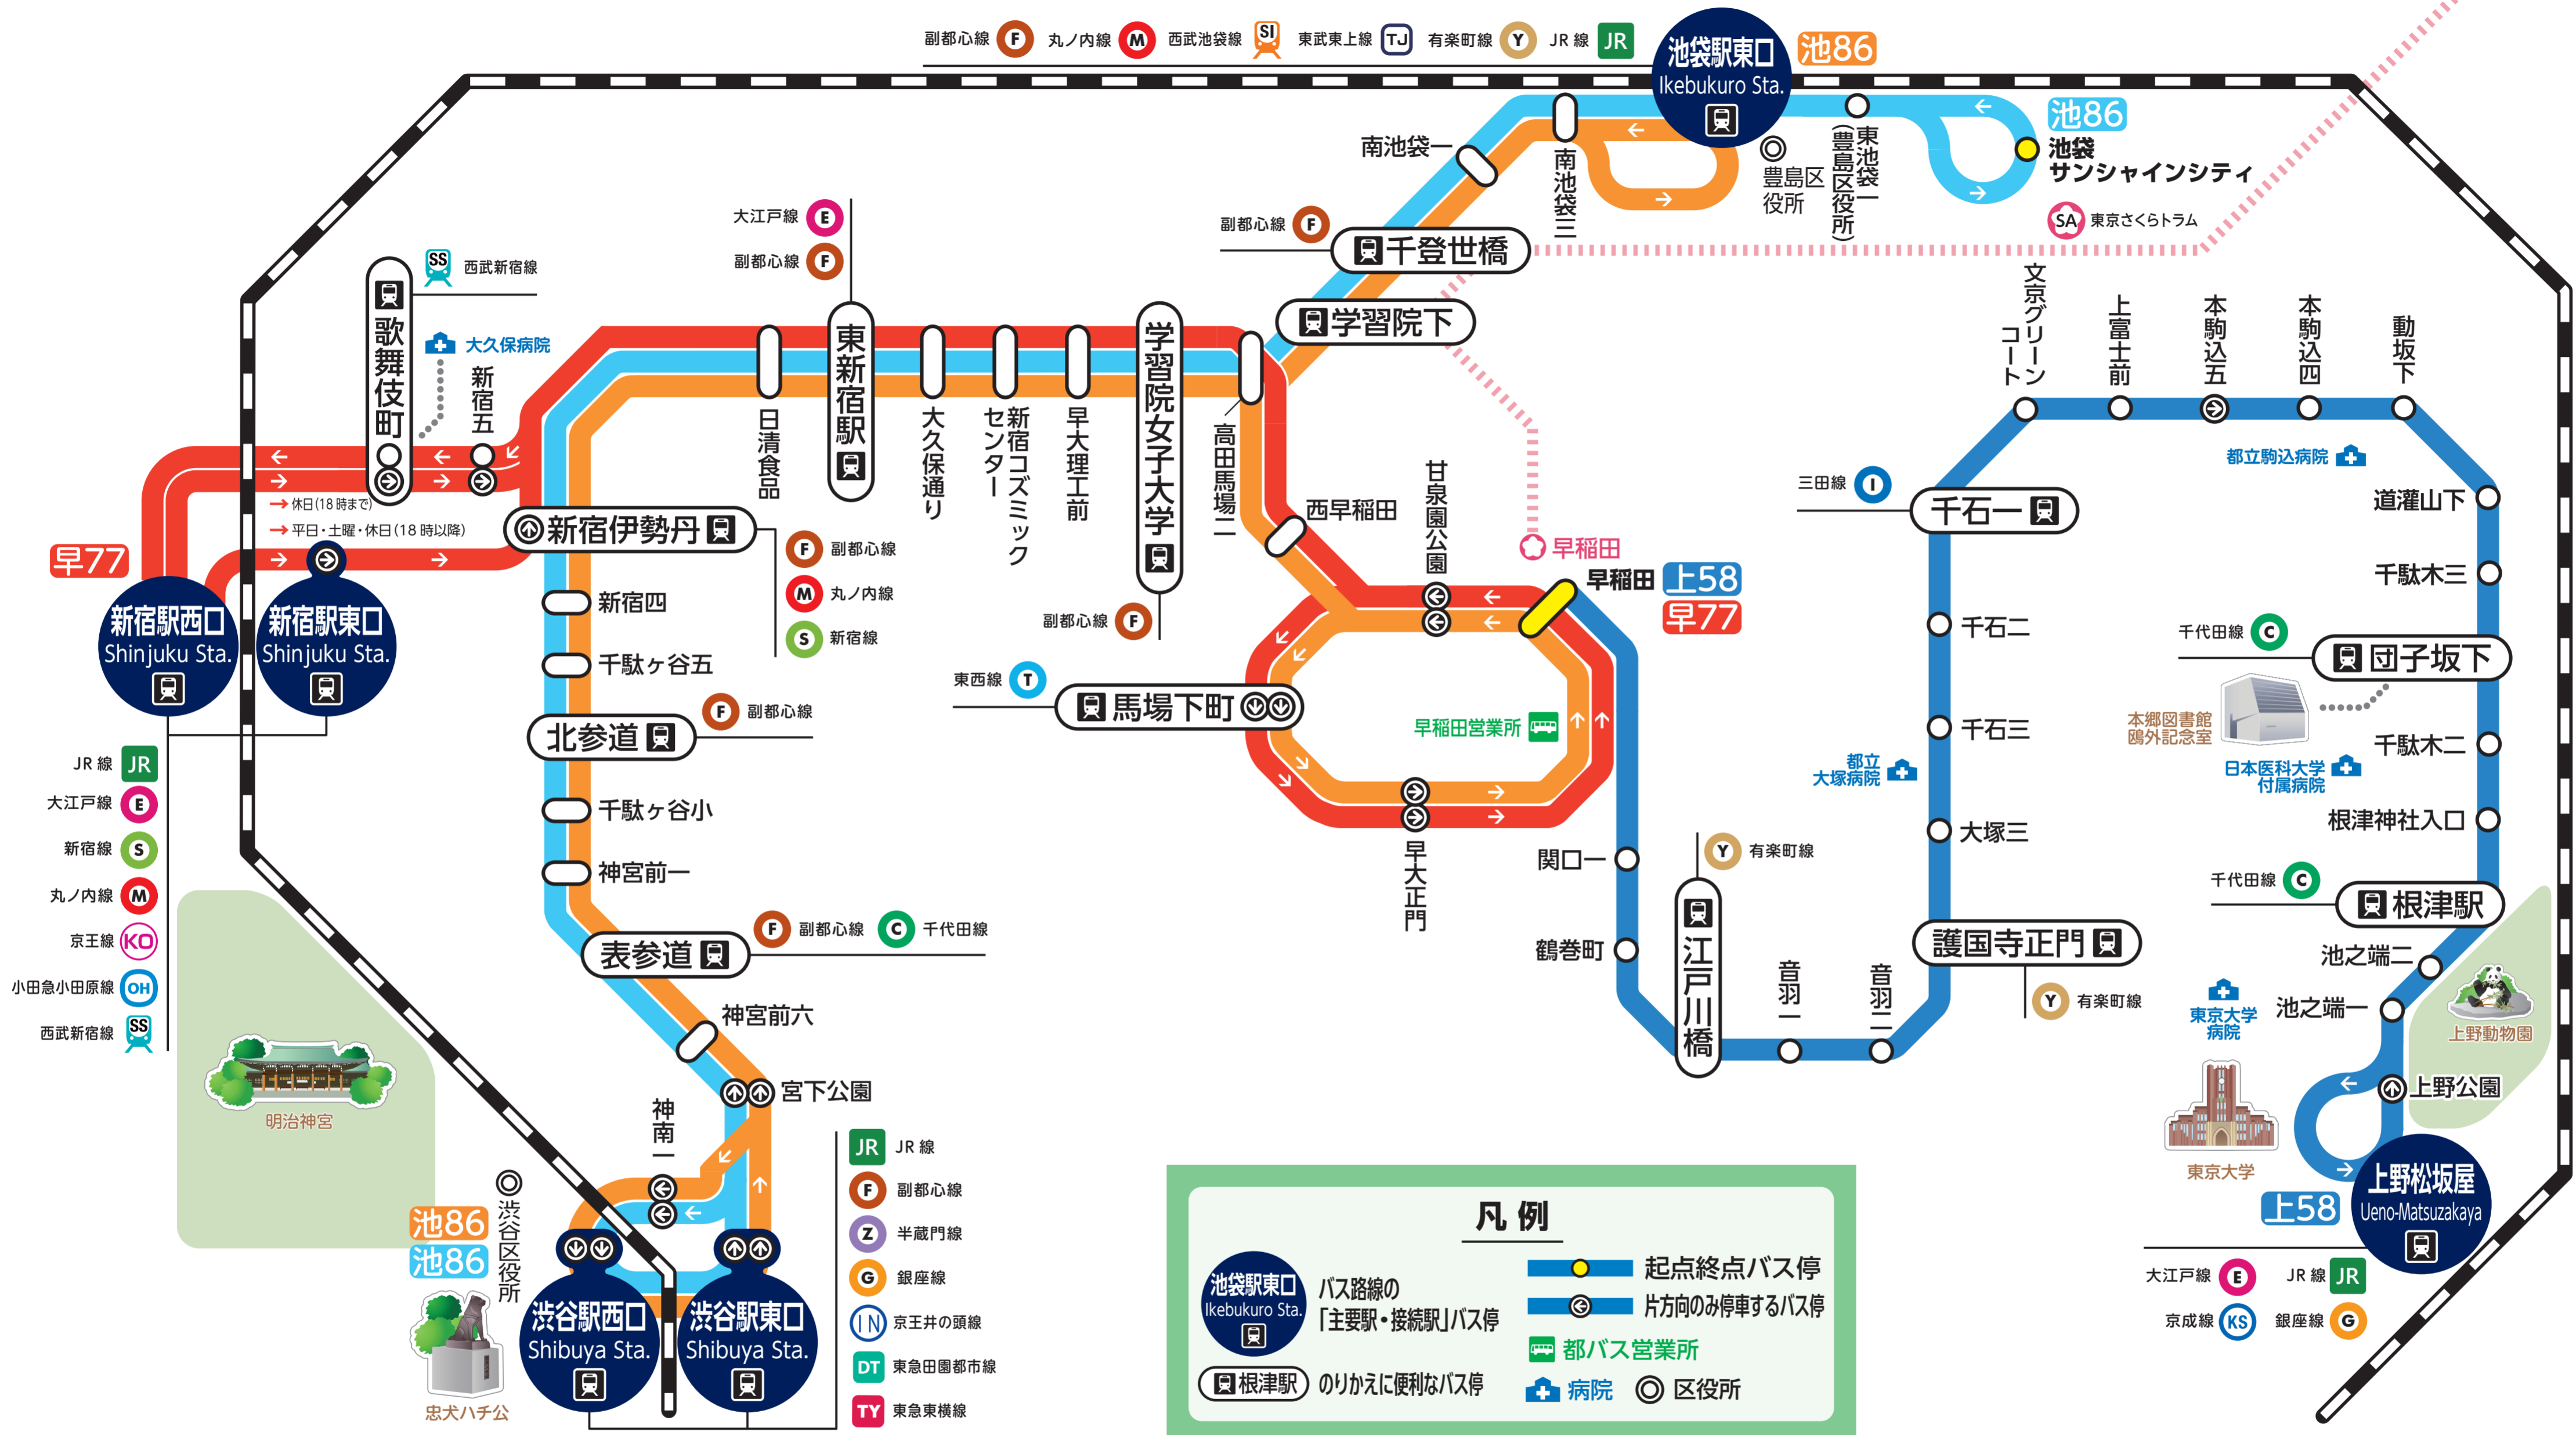 副都心線 F 丸ノ内線 M 西武池袋線 SI 東武東上線 TJ 有楽町線 Y JR線 JR
池袋駅東口
Ikebukuro Sta.
池86
池86
池袋
サンシャインシティ
東池袋一
(豊島区役所)
豊島区
役所
南池袋三
南池袋一
SA 東京さくらトラム
副都心線 F
千登世橋
学習院下
大江戸線 E
副都心線 F
東新宿駅
SS 西武新宿線
歌舞伎町
大久保病院
新宿五
日清食品
大久保通り
新宿コズミック
センター
早大理工前
学習院女子大学
副都心線 F
高田馬場二
西早稲田
甘泉園公園
早稲田
早稲田
上58
早77
東西線 T
馬場下町
早稲田営業所
早大正門
→休日(18時まで)
→平日・土曜・休日(18時以降)
早77
新宿駅西口
Shinjuku Sta.
新宿駅東口
Shinjuku Sta.
JR線 JR
大江戸線 E
新宿線 S
丸ノ内線 M
京王線 KO
小田急小田原線 OH
西武新宿線 SS
新宿伊勢丹
F 副都心線
M 丸ノ内線
S 新宿線
新宿四
千駄ヶ谷五
北参道
F 副都心線
千駄ヶ谷小
神宮前一
表参道
F 副都心線 C 千代田線
神宮前六
宮下公園
神南一
明治神宮
池86
池86
渋谷区役所
忠犬ハチ公
渋谷駅西口
Shibuya Sta.
渋谷駅東口
Shibuya Sta.
JR JR線
F 副都心線
Z 半蔵門線
G 銀座線
IN 京王井の頭線
DT 東急田園都市線
TY 東急東横線
関口一
鶴巻町
Y 有楽町線
江戸川橋
音羽一
音羽二
護国寺正門
Y 有楽町線
大塚三
都立
大塚病院
千石三
千石二
三田線 I
千石一
文京グリーン
コート
上富士前
本駒込五
本駒込四
動坂下
都立駒込病院
道灌山下
千駄木三
千代田線 C
団子坂下
本郷図書館
鴎外記念室
千駄木二
日本医科大学
付属病院
根津神社入口
千代田線 C
根津駅
池之端二
池之端一
東京大学
病院
上野動物園
上野公園
東京大学
上58
上野松坂屋
Ueno-Matsuzakaya
大江戸線 E JR線 JR
京成線 KS 銀座線 G
凡例
池袋駅東口
Ikebukuro Sta.
バス路線の
「主要駅・接続駅」バス停
根津駅 のりかえに便利なバス停
起点終点バス停
片方向のみ停車するバス停
都バス営業所
病院 区役所